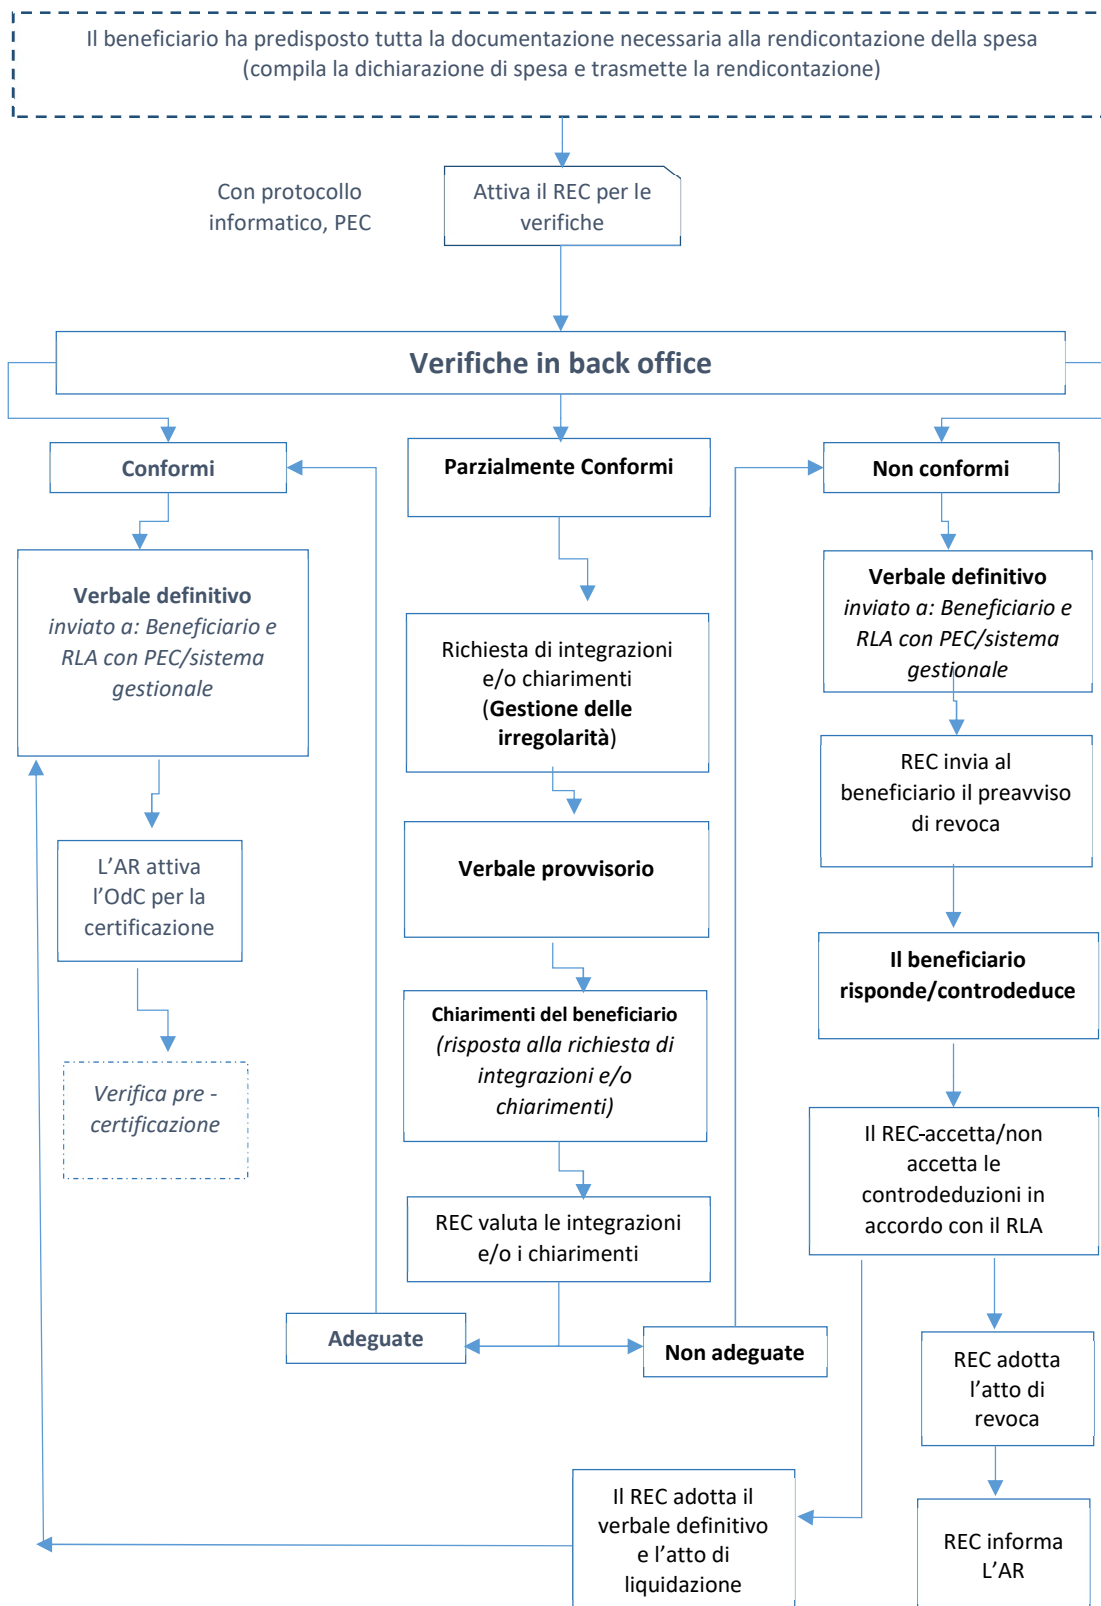 Il beneficiario ha predisposto tutta la documentazione necessaria alla rendicontazione della spesa
(compila la dichiarazione di spesa e trasmette la rendicontazione)
Con protocollo
informatico, PEC
Attiva il REC per le
verifiche
Verifiche in back office
Conformi
Parzialmente Conformi
Non conformi
Verbale definitivo
inviato a: Beneficiario e
RLA con PEC/sistema
gestionale
L'AR attiva
l'OdC per la
certificazione
Verifica pre -
certificazione
Richiesta di integrazioni
e/o chiarimenti
(Gestione delle
irregolarità)
Verbale provvisorio
Chiarimenti del beneficiario
(risposta alla richiesta di
integrazioni e/o
chiarimenti)
REC valuta le integrazioni
e/o i chiarimenti
Adeguate
Non adeguate
Verbale definitivo
inviato a: Beneficiario e
RLA con PEC/sistema
gestionale
REC invia al
beneficiario il preavviso
di revoca
Il beneficiario
risponde/controdeduce
Il REC-accetta/non
accetta le
controdeduzioni in
accordo con il RLA
REC adotta
l'atto di
revoca
Il REC adotta il
verbale definitivo
e l'atto di
liquidazione
REC informa
L'AR